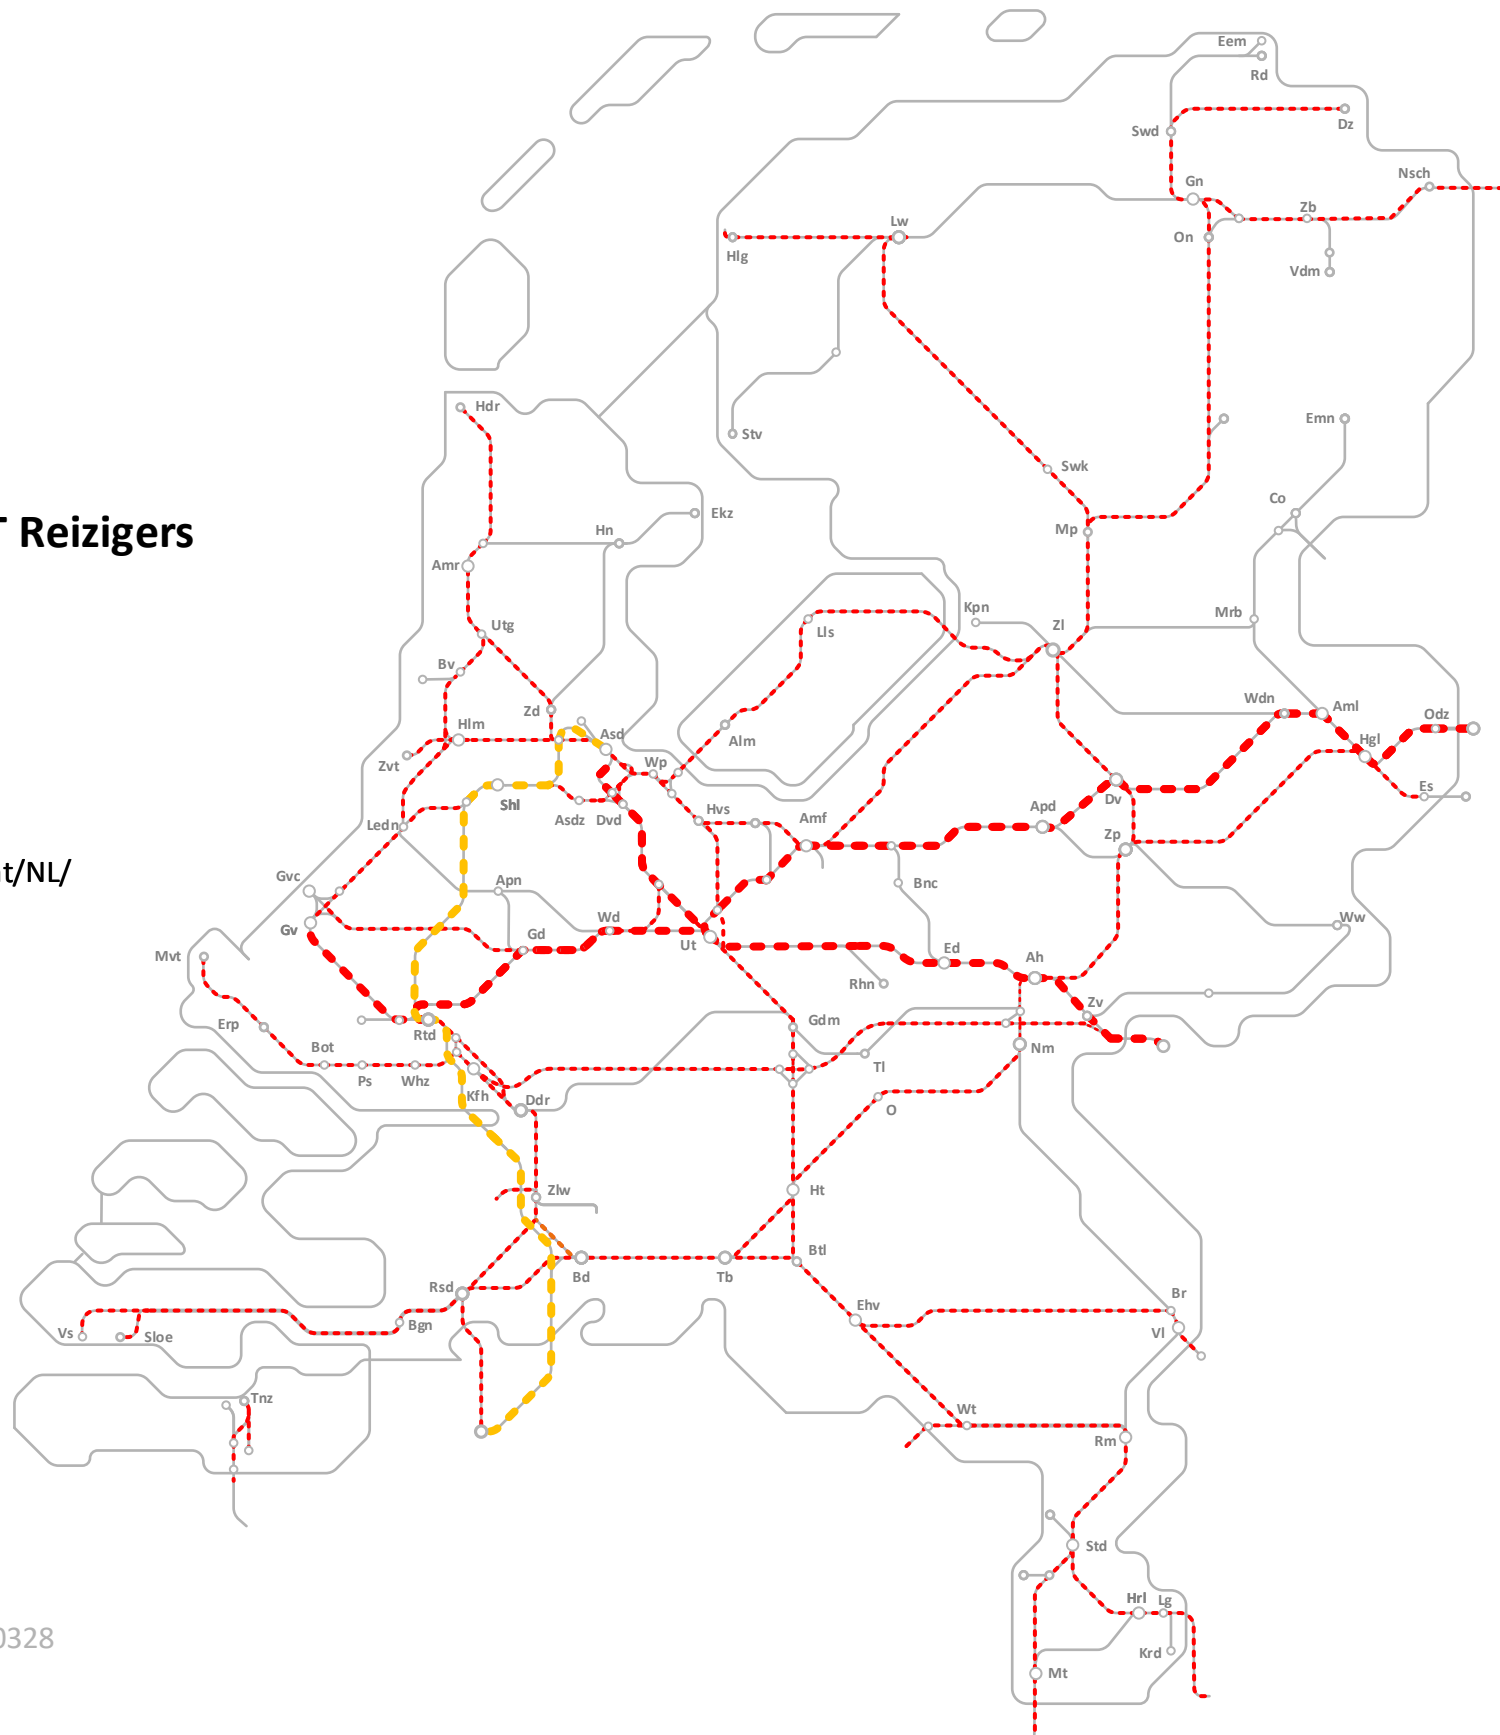 Eem
Rd
Dz
Swd
Nsch
Gn
Zb
Lw
On
Hlg
Vdm
Hdr
Stv
Emn
Swk
Co
Ekz
T Reizigers
Hn
Mp
Amr
Kpn
Mrb
Utg
Lls
Zl
Bv
Wdn
Aml
Zd
Odz
Hlm
Asd
Alm
Hgl
Zvt
Wp
Shl
Es
Dv
Apd
Hvs
Asdz
Dvd
Amf
Ledn
Zp
at/NL/
Gvc
Apn
Bnc
Wd
Ww
Gv
Gd
Ut
Ed
Ah
Mvt
Rhn
Zv
Erp
Rtd
Gdm
Bot
Nm
Tl
Ps
Whz
Kfh
Ddr
O
Zlw
Ht
Btl
Rsd
Bd
Tb
Br
Ehv
Vs
Sloe
Bgn
Vl
Tnz
Wt
Rm
Std
Hrl
Lg
0328
Krd
Mt